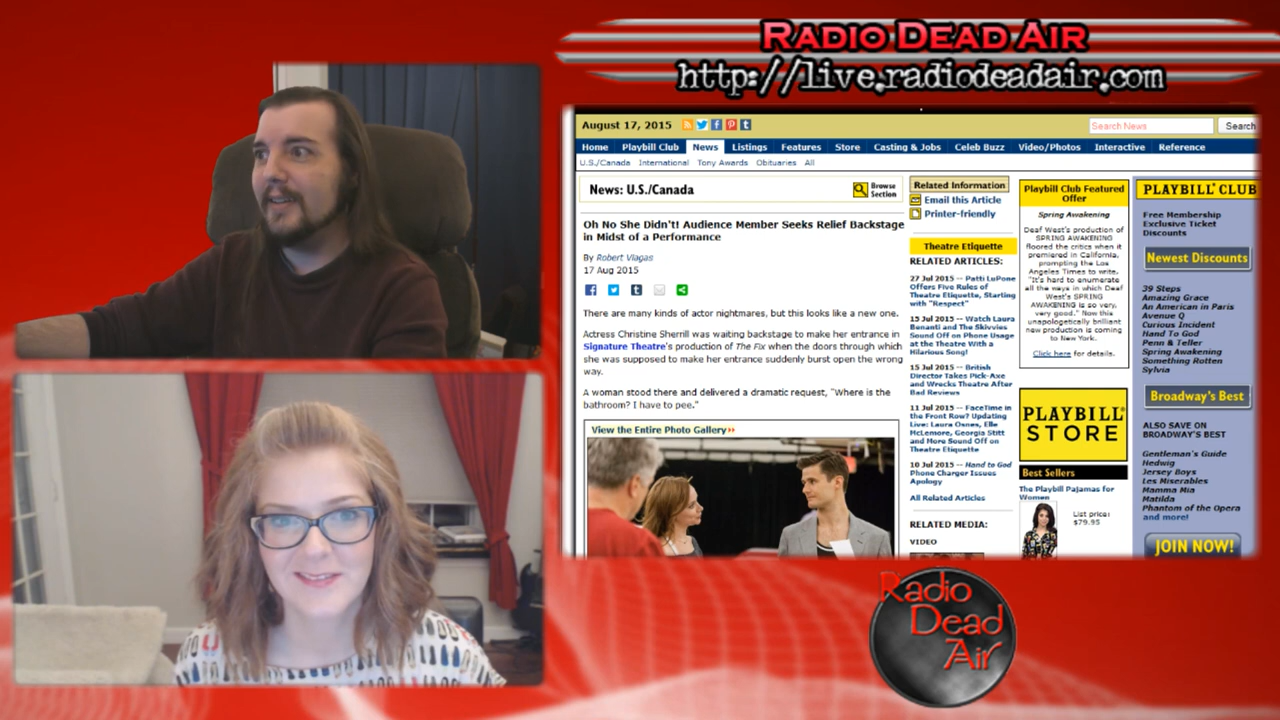 RADIO DEAD AIR
http://live.radiodeadair.com
August 17, 2015
Search News
Search
Home Playbill Club News Listings Features Store Casting & Jobs Celeb Buzz Video/Photos Interactive Reference
U.S./Canada International Tony Awards Obituaries All
News: U.S./Canada
Browse
Section
Oh No She Didn't! Audience Member Seeks Relief Backstage
in Midst of a Performance
By Robert Viagas
17 Aug 2015
There are many kinds of actor nightmares, but this looks like a new one.
Actress Christine Sherrill was waiting backstage to make her entrance in
Signature Theatre's production of The Fix when the doors through which
she was supposed to make her entrance suddenly burst open the wrong
way.
A woman stood there and delivered a dramatic request, "Where is the
bathroom? I have to pee."
View the Entire Photo Gallery
Related Information
Email this Article
Printer-friendly
Theatre Etiquette
RELATED ARTICLES:
27 Jul 2015 -- Patti LuPone
Offers Five Rules of
Theatre Etiquette, Starting
with "Respect"
15 Jul 2015 -- Watch Laura
Benanti and The Skivvies
Sound Off on Phone Usage
at the Theatre With a
Hilarious Song!
15 Jul 2015 -- British
Director Takes Pick-Axe
and Wrecks Theatre After
Bad Reviews
11 Jul 2015 -- FaceTime in
the Front Row? Updating
Live: Laura Osnes, Elle
McLemore, Georgia Stitt
and More Sound Off on
Theatre Etiquette
10 Jul 2015 -- Hand to God
Phone Charger Issues
Apology
All Related Articles
RELATED MEDIA:
VIDEO
Playbill Club Featured
Offer
Spring Awakening
Deaf West's production of
SPRING AWAKENING
floored the critics when it
premiered in California,
prompting the Los
Angeles Times to write,
"It's hard to enumerate
all the ways in which Deaf
West's SPRING
AWAKENING is so very,
very good." Now this
unapologetically brilliant
new production is coming
to New York.
Click here for details.
PLAYBILL
STORE
Best Sellers
The Playbill Pajamas for
Women
List price:
$79.95
PLAYBILL CLUB
Free Membership
Exclusive Ticket
Discounts
Newest Discounts
39 Steps
Amazing Grace
An American in Paris
Avenue Q
Curious Incident
Hand To God
Penn & Teller
Spring Awakening
Something Rotten
Sylvia
Broadway's Best
ALSO SAVE ON
BROADWAY'S BEST
Gentleman's Guide
Hedwig
Jersey Boys
Les Miserables
Mamma Mia
Matilda
Phantom of the Opera
and more!
JOIN NOW!
Radio
Dead
Air